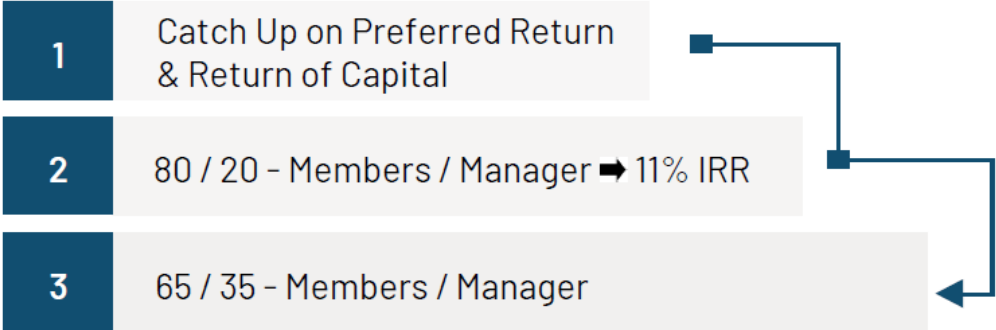 1
Catch Up on Preferred Return
& Return of Capital
2
80 / 20 - Members / Manager ➡ 11% IRR
3
65 / 35 - Members / Manager